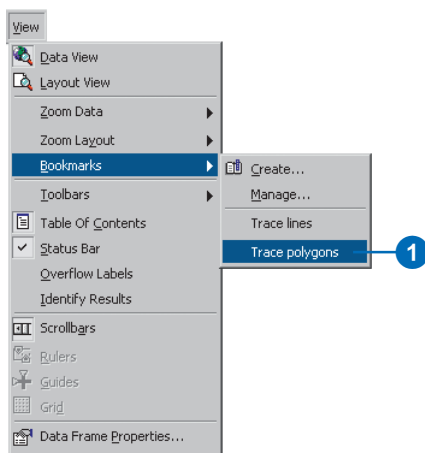 View
Data View
Layout View
Zoom Data
Zoom Layout
Bookmarks
Toolbars
Table Of Contents
Status Bar
Overflow Labels
Identify Results
Scrollbars
Rulers
Guides
Grid
Data Frame Properties...
Create...
Manage...
Trace lines
Trace polygons
1